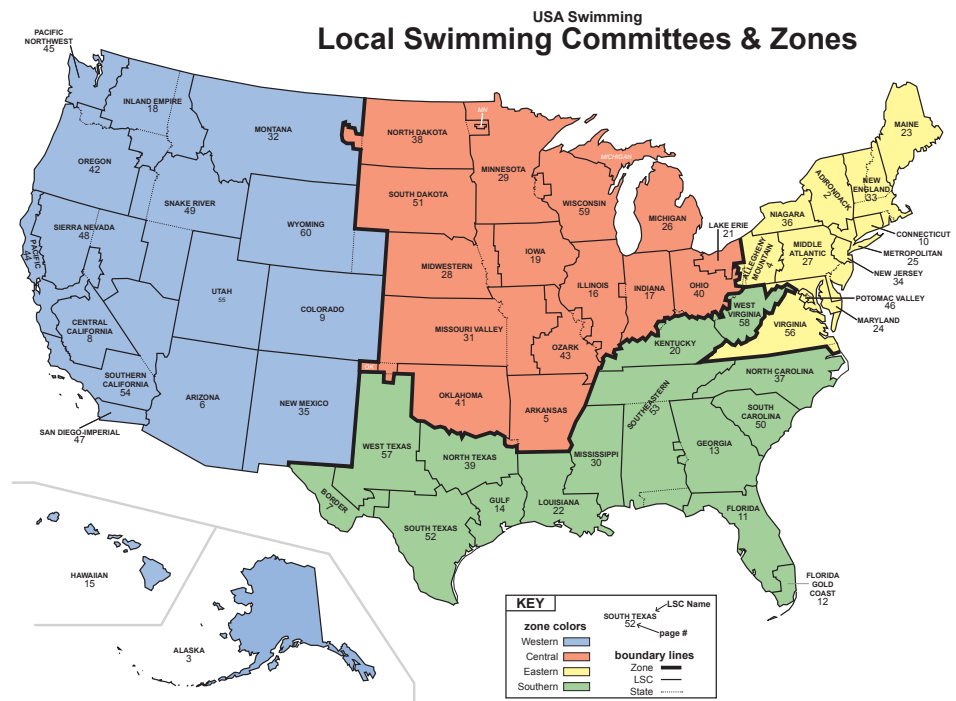 USA Swimming
Local Swimming Committees & Zones
PACIFIC
NORTHWEST
45
INLAND EMPIRE
18
MONTANA
32
OREGON
42
SNAKE RIVER
49
WYOMING
60
SIERRA NEVADA
48
PACIFIC
44
UTAH
55
COLORADO
9
CENTRAL
CALIFORNIA
8
SOUTHERN
CALIFORNIA
54
SAN DIEGO-IMPERIAL
47
ARIZONA
6
NEW MEXICO
35
NORTH DAKOTA
38
MN
MINNESOTA
29
SOUTH DAKOTA
51
MICHIGAN
WISCONSIN
59
MICHIGAN
26
LAKE ERIE
21
IOWA
19
MIDWESTERN
28
ILLINOIS
16
INDIANA
17
OHIO
40
MISSOURI VALLEY
31
OZARK
43
OK
OKLAHOMA
41
ARKANSAS
5
MAINE
23
ADIRONDACK
2
NEW
ENGLAND
33
NIAGARA
36
CONNECTICUT
10
METROPOLITAN
25
ALLEGHENY
MOUNTAIN
4
MIDDLE
ATLANTIC
27
NEW JERSEY
34
POTOMAC VALLEY
46
MARYLAND
24
WEST
VIRGINIA
58
VIRGINIA
56
KENTUCKY
20
NORTH CAROLINA
37
SOUTHEASTERN
53
SOUTH
CAROLINA
50
MISSISSIPPI
30
GEORGIA
13
WEST TEXAS
57
NORTH TEXAS
39
BORDER
7
GULF
14
LOUISIANA
22
SOUTH TEXAS
52
FLORIDA
11
FLORIDA
GOLD
COAST
12
HAWAIIAN
15
ALASKA
3
KEY
zone colors
Western
Central
Eastern
Southern
LSC Name
SOUTH TEXAS
52
page #
boundary lines
Zone
LSC
State